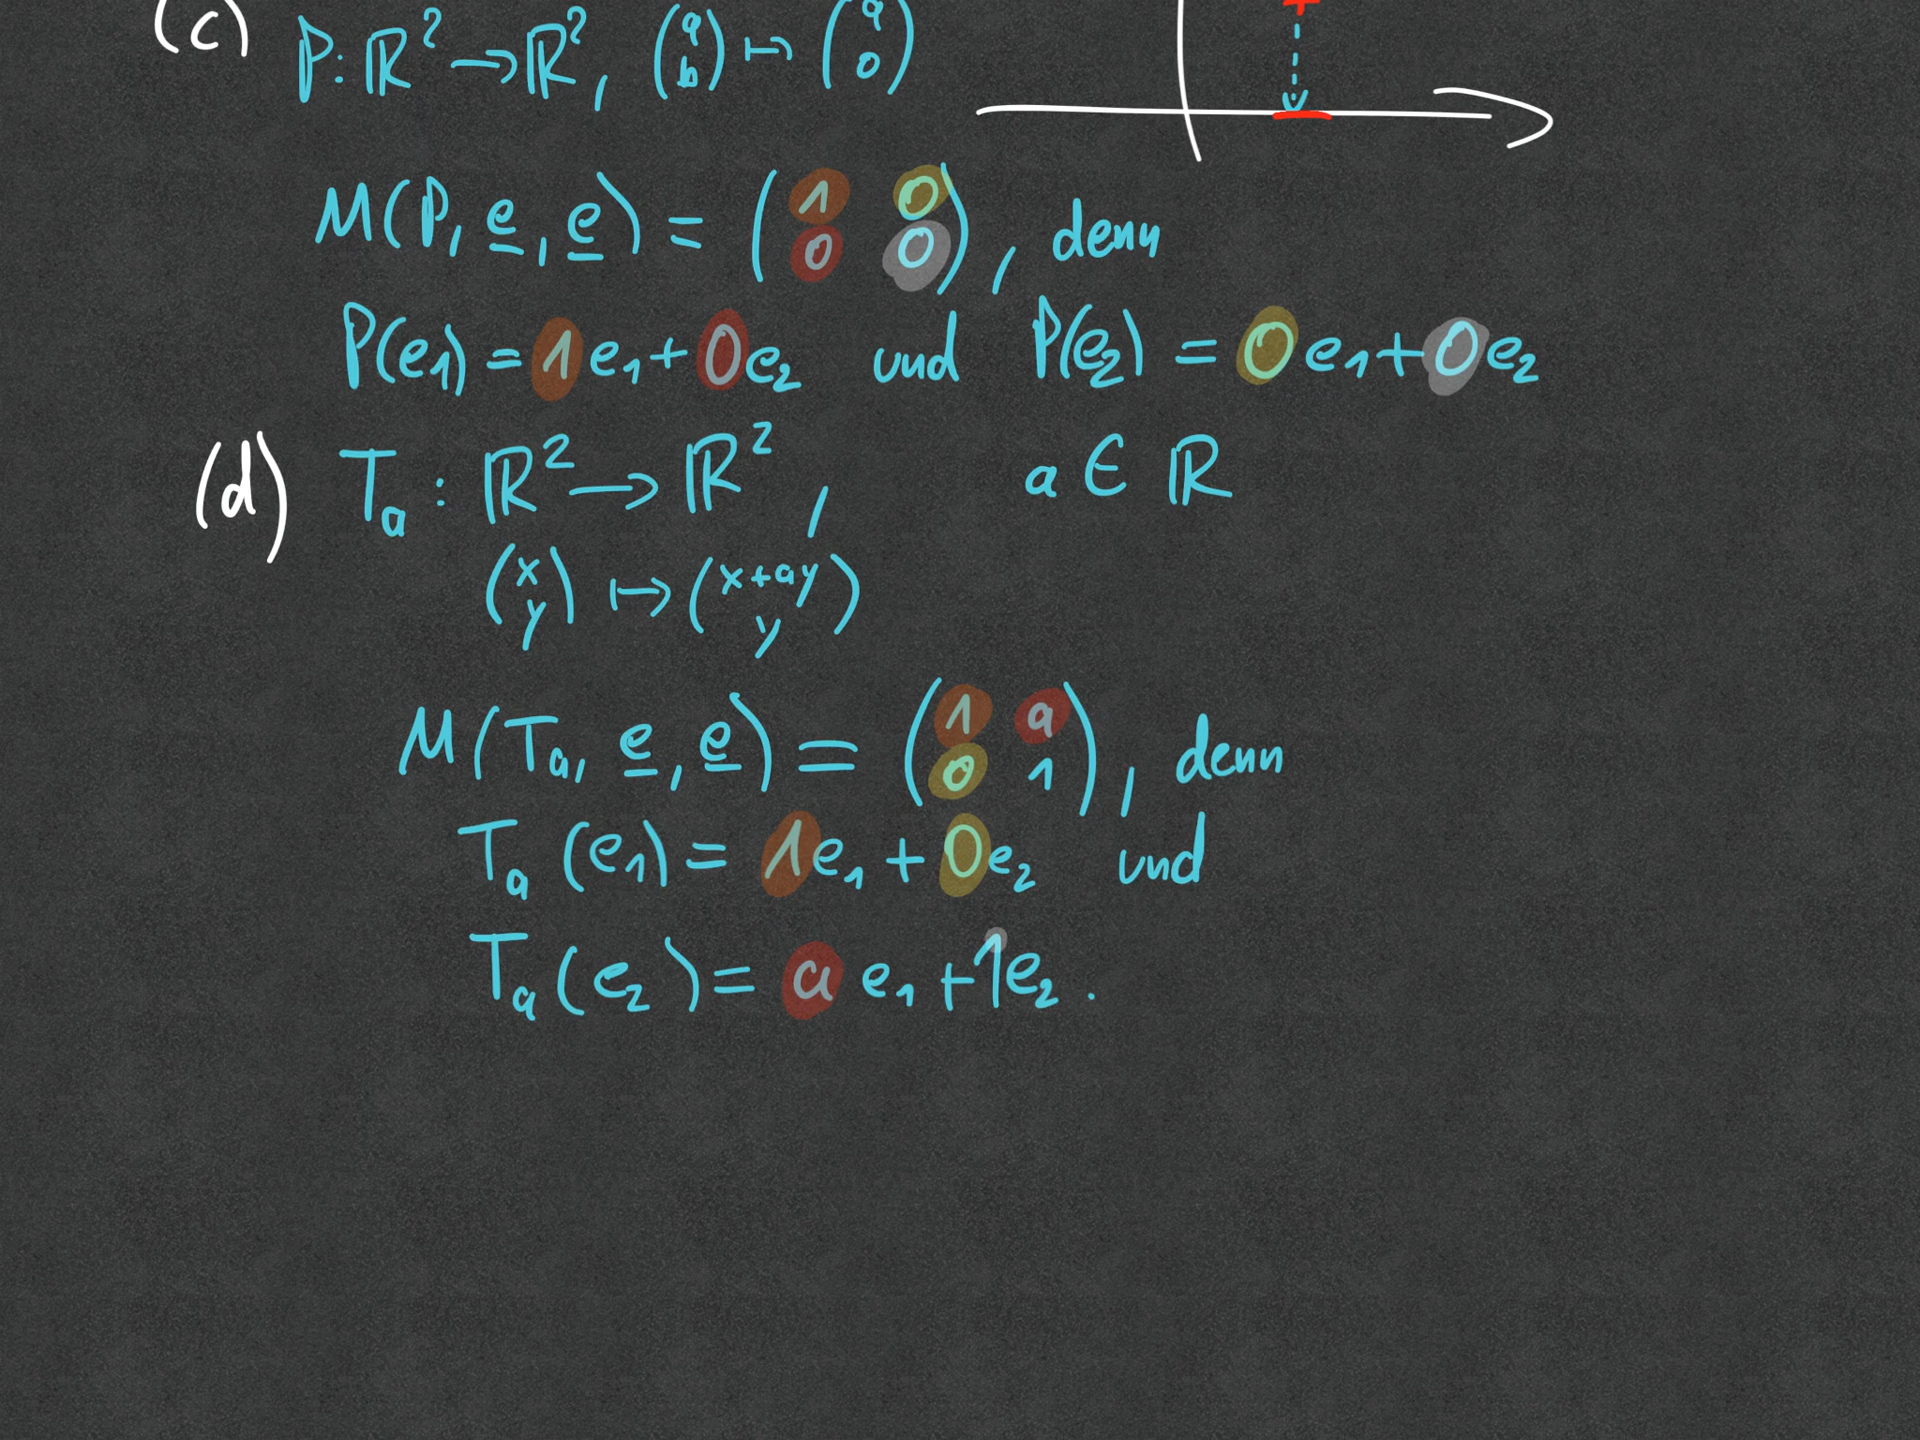 (c) P: ℝ² → ℝ², (a b) ↦ (a 0)
M(P, e, e) = (1 0 0 0), denn
P(e₁) = 1e₁ + 0e₂ und P(e₂) = 0e₁ + 0e₂
(d) Tₐ : ℝ² → ℝ², a ∈ ℝ
(x y) ↦ (x+ay y)
M(Tₐ, e, e) = (1 a 0 1), denn
Tₐ(e₁) = 1e₁ + 0e₂ und
Tₐ(e₂) = a e₁ + 1e₂.